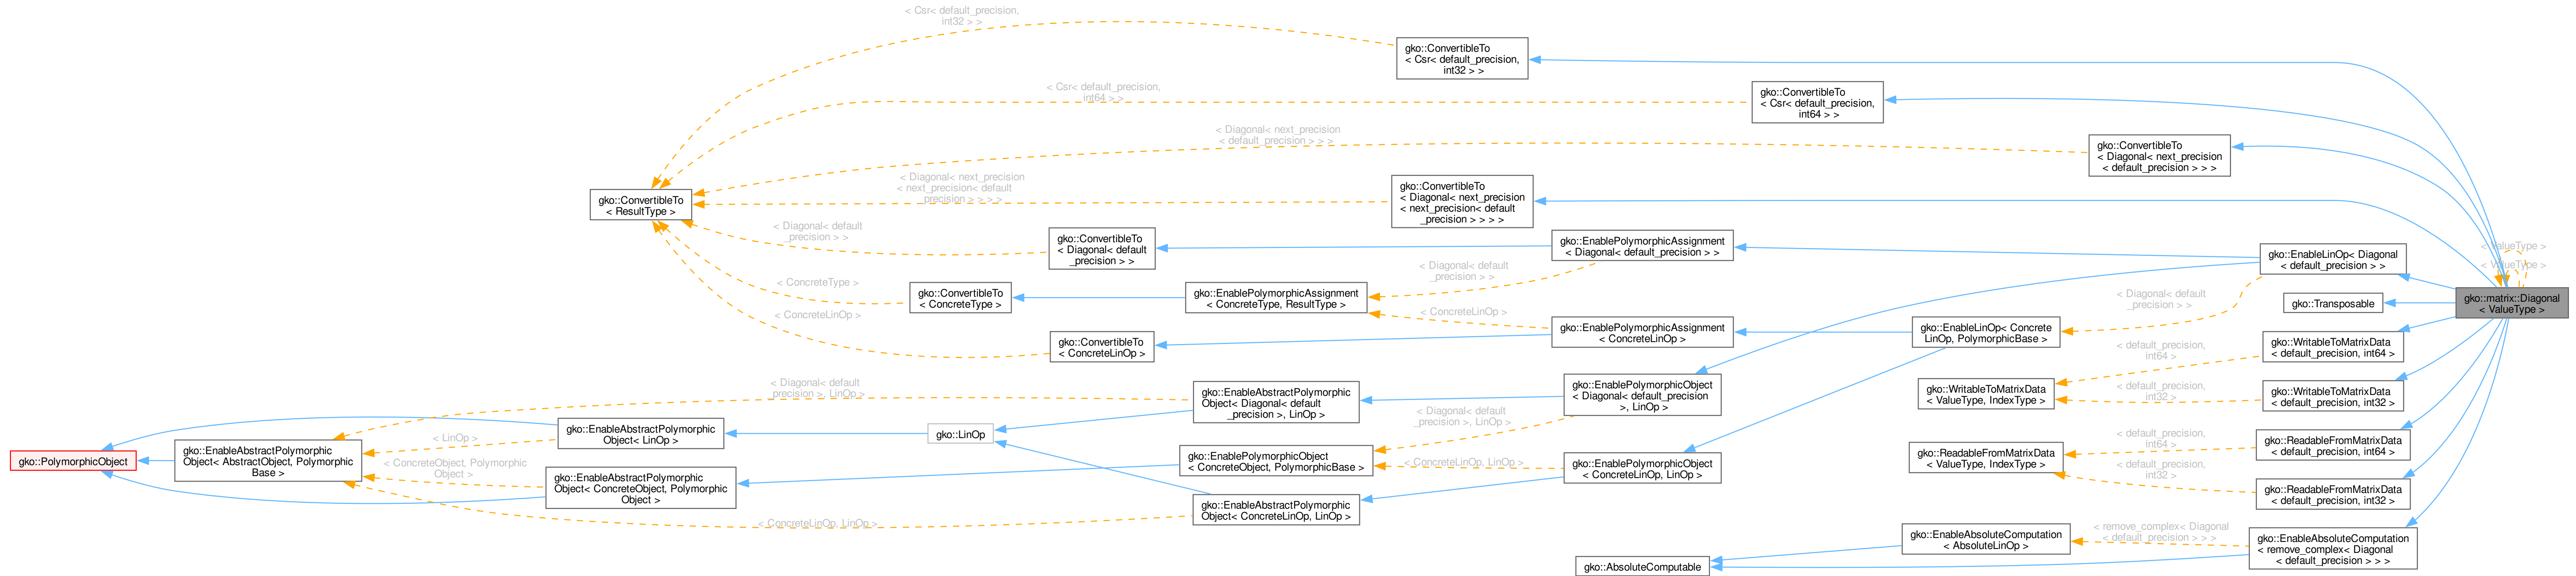 gko::PolymorphicObject
gko::EnableAbstractPolymorphic
Object< AbstractObject, Polymorphic
Base >
< LinOp >
< ConcreteObject, Polymorphic
Object >
gko::EnableAbstractPolymorphic
Object< LinOp >
gko::EnableAbstractPolymorphic
Object< ConcreteObject, Polymorphic
Object >
gko::ConvertibleTo
< ResultType >
< Csr< default_precision,
int32 > >
< Csr< default_precision,
int64 > >
< Diagonal< next_precision
< default_precision > > >
< Diagonal< next_precision
< next_precision< default
_precision > > > >
< Diagonal< default
_precision > >
< ConcreteType >
< ConcreteLinOp >
< Diagonal< default
_precision >, LinOp >
< ConcreteLinOp, LinOp >
gko::LinOp
gko::ConvertibleTo
< ConcreteType >
gko::ConvertibleTo
< Diagonal< default
_precision > >
gko::ConvertibleTo
< ConcreteLinOp >
gko::EnablePolymorphicAssignment
< ConcreteType, ResultType >
gko::EnableAbstractPolymorphic
Object< Diagonal< default
_precision >, LinOp >
gko::EnablePolymorphicObject
< ConcreteObject, PolymorphicBase >
gko::EnableAbstractPolymorphic
Object< ConcreteLinOp, LinOp >
gko::ConvertibleTo
< Csr< default_precision,
int32 > >
gko::ConvertibleTo
< Diagonal< next_precision
< next_precision< default
_precision > > > >
< Diagonal< default
_precision > >
< ConcreteLinOp >
< Diagonal< default
_precision >, LinOp >
< ConcreteLinOp, LinOp >
gko::EnablePolymorphicAssignment
< Diagonal< default_precision > >
gko::EnablePolymorphicAssignment
< ConcreteLinOp >
gko::EnablePolymorphicObject
< Diagonal< default_precision
>, LinOp >
gko::EnablePolymorphicObject
< ConcreteLinOp, LinOp >
gko::AbsoluteComputable
gko::ConvertibleTo
< Csr< default_precision,
int64 > >
gko::EnableLinOp< Concrete
LinOp, PolymorphicBase >
gko::WritableToMatrixData
< ValueType, IndexType >
gko::ReadableFromMatrixData
< ValueType, IndexType >
gko::EnableAbsoluteComputation
< AbsoluteLinOp >
gko::ConvertibleTo
< Diagonal< next_precision
< default_precision > > >
< Diagonal< default
_precision > >
< default_precision,
int64 >
< default_precision,
int32 >
< default_precision,
int64 >
< default_precision,
int32 >
< remove_complex< Diagonal
< default_precision > > >
gko::EnableLinOp< Diagonal
< default_precision > >
gko::Transposable
gko::WritableToMatrixData
< default_precision, int64 >
gko::WritableToMatrixData
< default_precision, int32 >
gko::ReadableFromMatrixData
< default_precision, int64 >
gko::ReadableFromMatrixData
< default_precision, int32 >
gko::EnableAbsoluteComputation
< remove_complex< Diagonal
< default_precision > > >
< ValueType >
< ValueType >
gko::matrix::Diagonal
< ValueType >